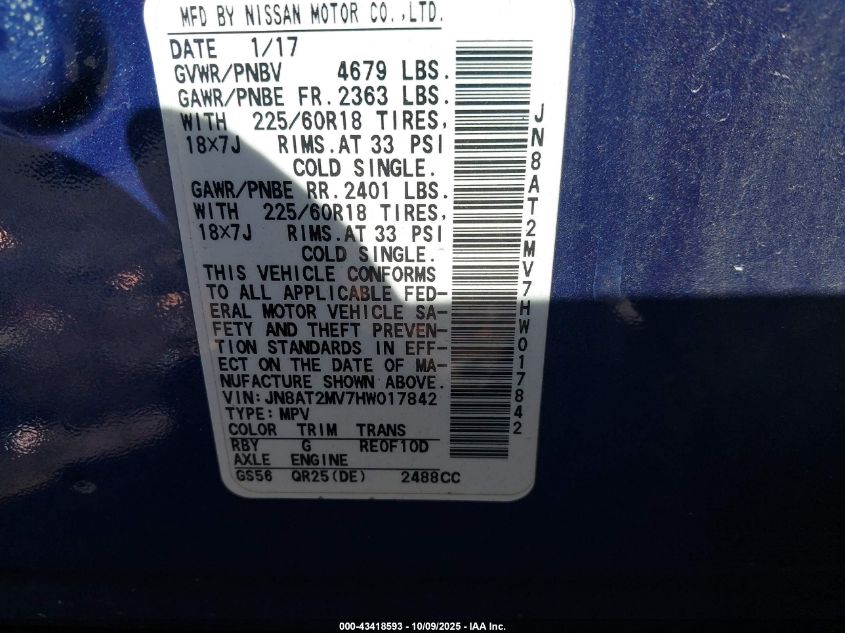 MFD BY NISSAN MOTOR CO.,LTD.
DATE 1/17
GVWR/PNBV 4679 LBS.
GAWR/PNBE FR. 2363 LBS.
WITH 225/60R18 TIRES,
18×7J RIMS.AT 33 PSI
COLD SINGLE.
GAWR/PNBE RR. 2401 LBS.
WITH 225/60R18 TIRES,
18×7J RIMS.AT 33 PSI
COLD SINGLE.
THIS VEHICLE CONFORMS
TO ALL APPLICABLE FED-
ERAL MOTOR VEHICLE SA-
FETY AND THEFT PREVEN-
TION STANDARDS IN EFF-
ECT ON THE DATE OF MA-
NUFACTURE SHOWN ABOVE.
VIN:JN8AT2MV7HW017842
TYPE:MPV
COLOR TRIM TRANS
RBY G RE0F10D
AXLE ENGINE
GS56 QR25(DE) 2488CC
JN8AT2MV7HW017842
000-43418593 - 10/09/2025 - IAA Inc.